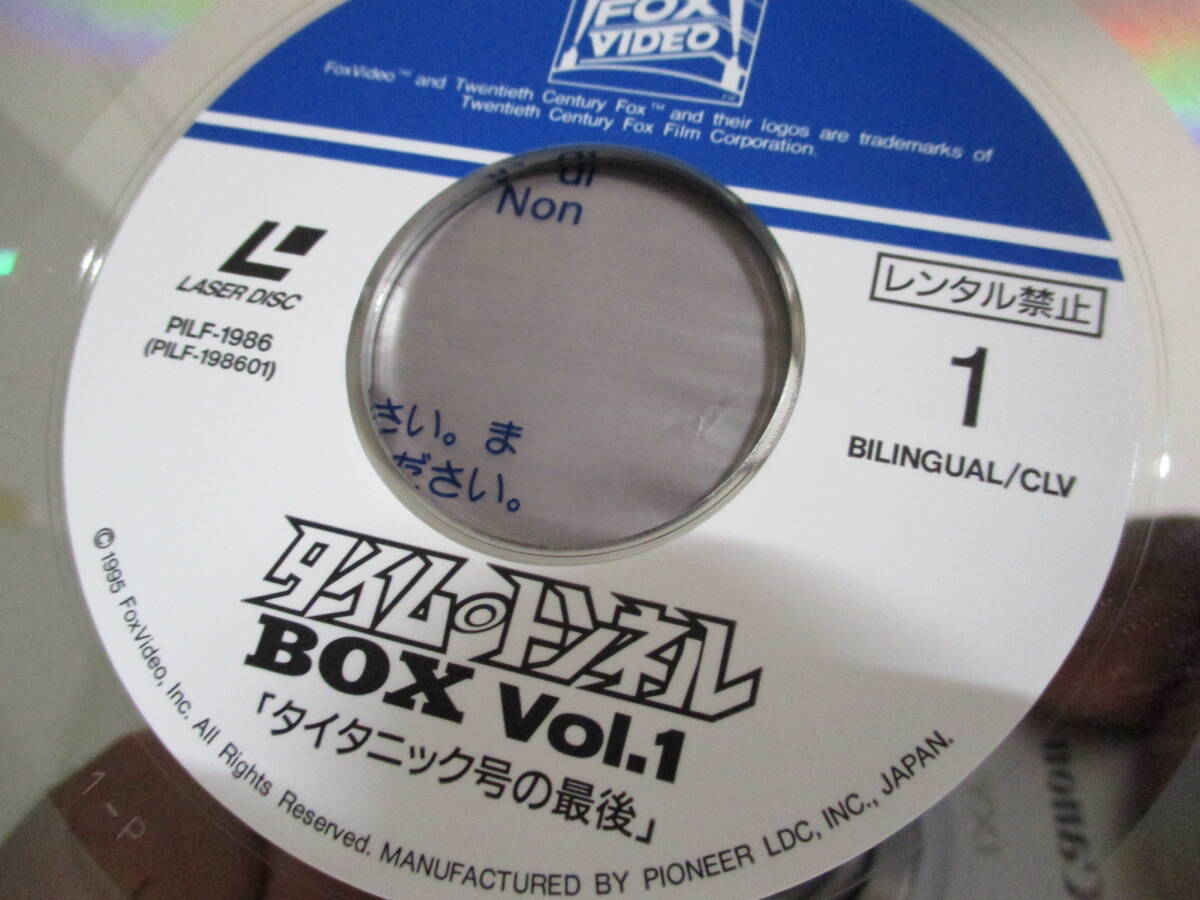 FOX
VIDEO
FoxVideo™ and Twentieth Century Fox™ and their logos are trademarks of
Twentieth Century Fox Film Corporation.
di
Non
LASER DISC
PILF-1986
(PILF-198601)
レンタル禁止
1
BILINGUAL/CLV
さい。ま
ださい。
タイム・トンネル
BOX Vol.1
「タイタニック号の最後」
©1995 FoxVideo, Inc. All Rights Reserved. MANUFACTURED BY PIONEER LDC, INC., JAPAN.
1-P